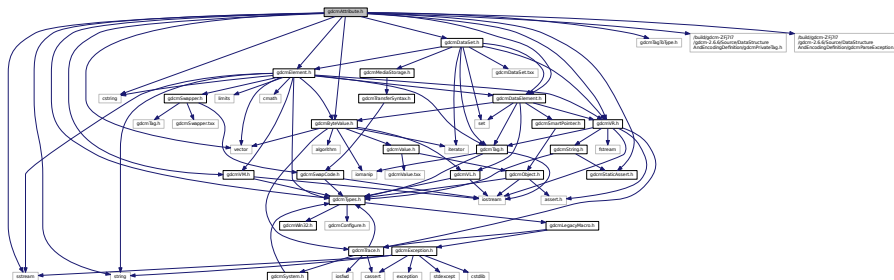 gdcmAttribute.h
gdcmDataSet.h
gdcmTagToType.h
/build/gdcm-ZFj7I7
/gdcm-2.6.6/Source/DataStructure
AndEncodingDefinition/gdcmPrivateTag.h
/build/gdcm-ZFj7I7
/gdcm-2.6.6/Source/DataStructure
AndEncodingDefinition/gdcmParseException.h
gdcmElement.h
gdcmMediaStorage.h
gdcmDataSet.txx
cstring
gdcmSwapper.h
limits
cmath
gdcmTransferSyntax.h
gdcmDataElement.h
gdcmTag.h
gdcmSwapper.txx
gdcmByteValue.h
set
gdcmSmartPointer.h
gdcmVR.h
vector
algorithm
gdcmValue.h
iterator
gdcmTag.h
gdcmString.h
fstream
gdcmVM.h
gdcmSwapCode.h
iomanip
gdcmValue.txx
gdcmVL.h
gdcmObject.h
gdcmStaticAssert.h
gdcmTypes.h
iostream
assert.h
gdcmWin32.h
gdcmConfigure.h
gdcmLegacyMacro.h
gdcmTrace.h
gdcmException.h
sstream
string
gdcmSystem.h
iosfwd
cassert
exception
stdexcept
cstdlib